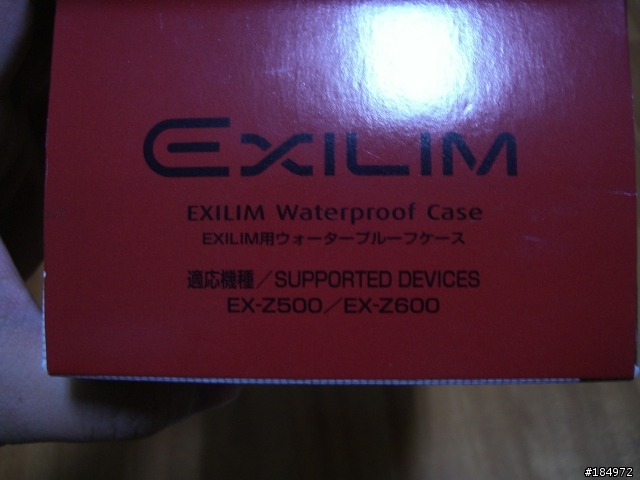 EXILIM
EXILIM Waterproof Case
EXILIM用ウォータープルーフケース
適応機種／SUPPORTED DEVICES
EX-Z500／EX-Z600
#184972